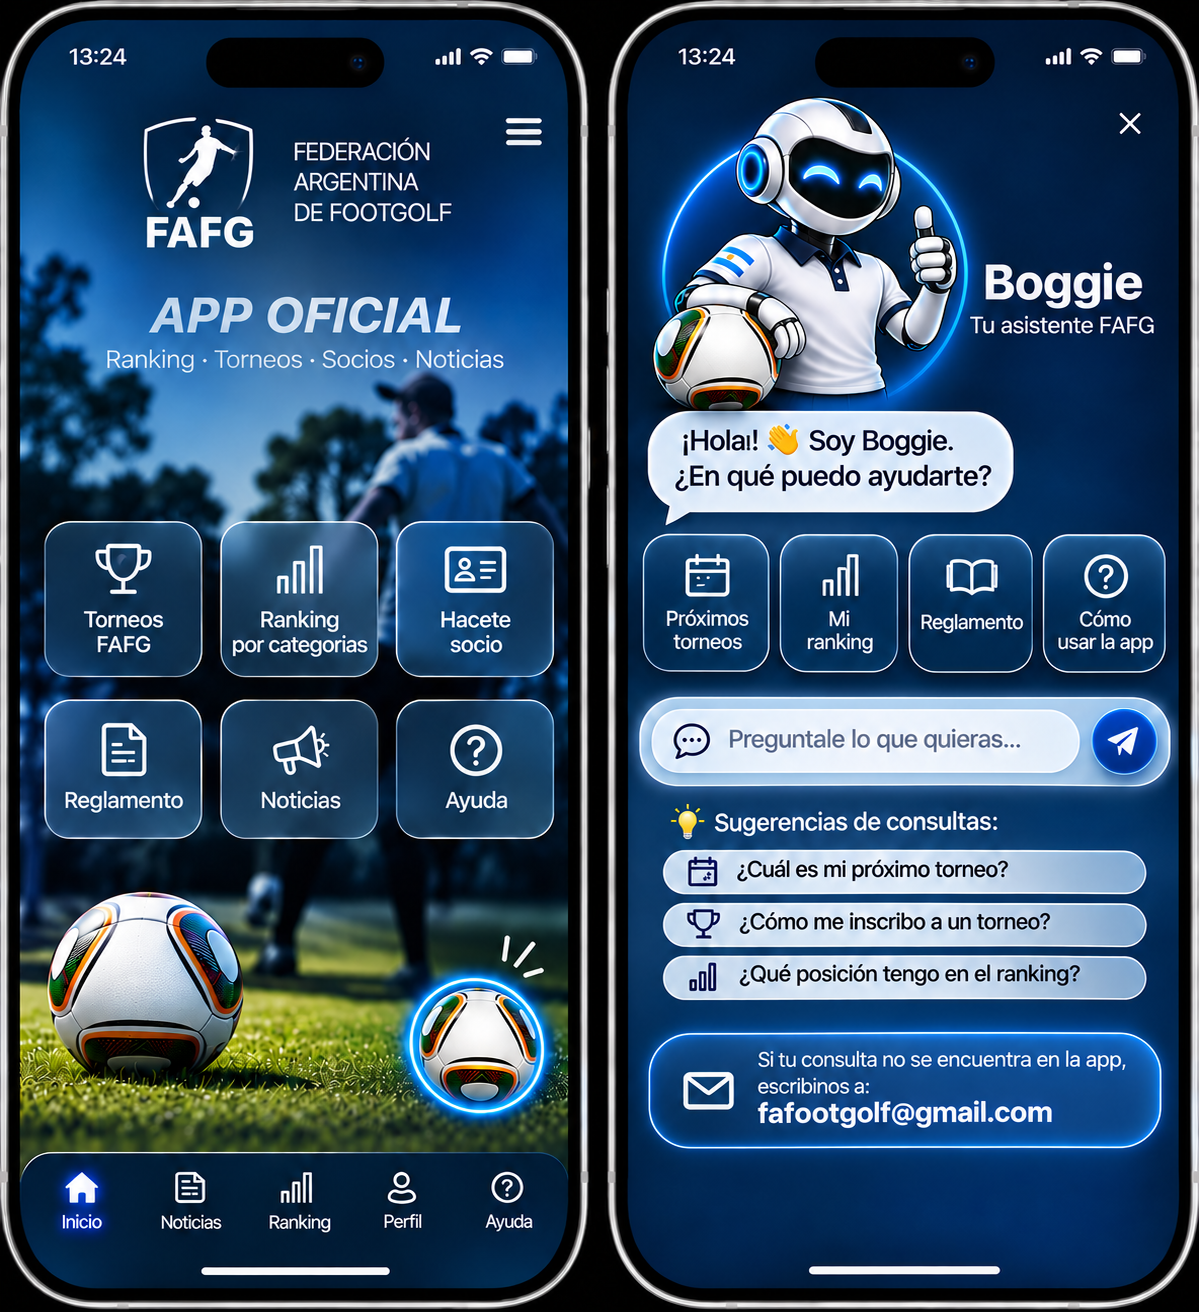 13:24
FAFG
FEDERACIÓN
ARGENTINA
DE FOOTGOLF
APP OFICIAL
Ranking · Torneos · Socios · Noticias
Torneos
FAFG
Ranking
por categorias
Hacete
socio
Reglamento
Noticias
Ayuda
Inicio
Noticias
Ranking
Perfil
Ayuda
13:24
Boggie
Tu asistente FAFG
¡Hola! 👋 Soy Boggie.
¿En qué puedo ayudarte?
Próximos
torneos
Mi
ranking
Reglamento
Cómo
usar la app
Preguntale lo que quieras...
Sugerencias de consultas:
¿Cuál es mi próximo torneo?
¿Cómo me inscribo a un torneo?
¿Qué posición tengo en el ranking?
Si tu consulta no se encuentra en la app,
escribinos a:
fafootgolf@gmail.com